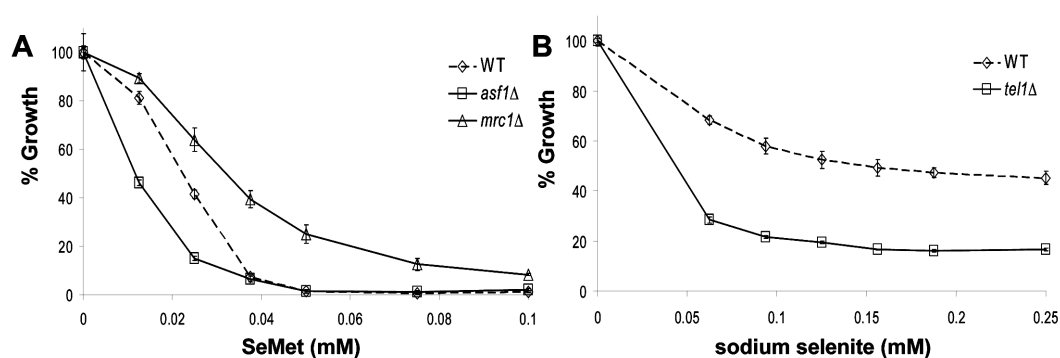 A
B
% Growth
100
80
60
40
20
0
0
0.02
0.04
0.06
0.08
0.1
SeMet (mM)
WT
asf1Δ
mrc1Δ
% Growth
100
80
60
40
20
0
0
0.05
0.1
0.15
0.2
0.25
sodium selenite (mM)
WT
tel1Δ